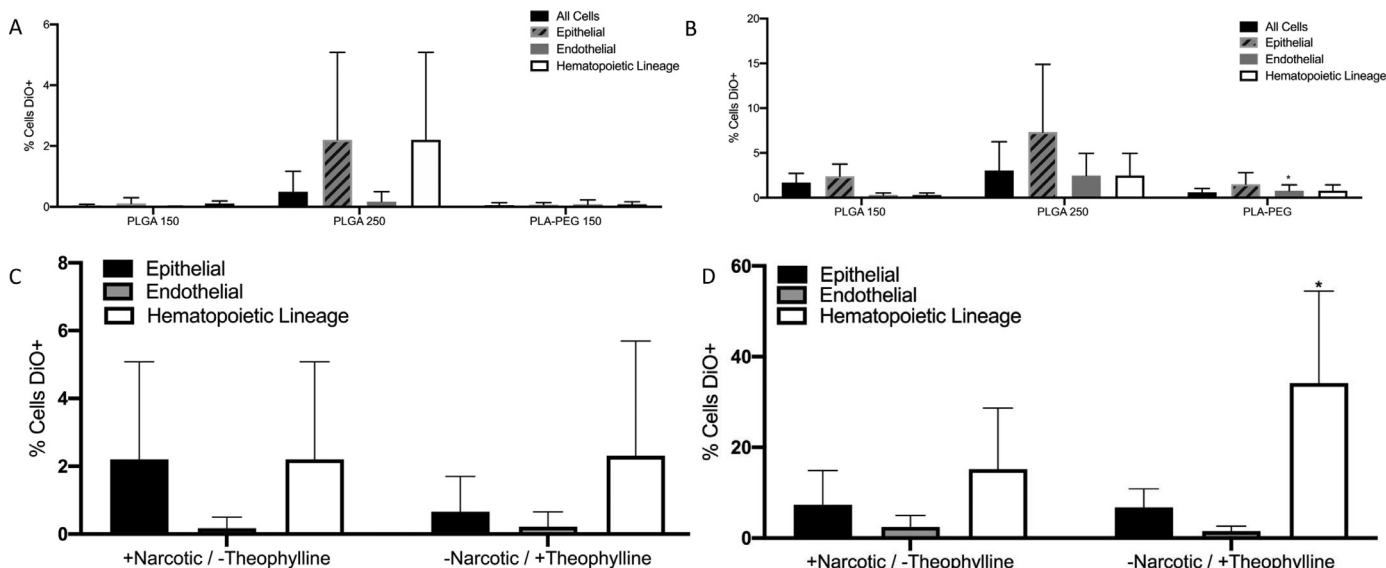 A
6
4
2
0
% Cells DiO+
All Cells
Epithelial
Endothelial
Hematopoietic Lineage
PLGA 150
PLGA 250
PLA-PEG 150
B
20
15
10
5
0
% Cells DiO+
All Cells
Epithelial
Endothelial
Hematopoietic Lineage
*
PLGA 150
PLGA 250
PLA-PEG
C
8
6
4
2
0
% Cells DiO+
Epithelial
Endothelial
Hematopoietic Lineage
+Narcotic / -Theophylline
-Narcotic / +Theophylline
D
60
40
20
0
% Cells DiO+
Epithelial
Endothelial
Hematopoietic Lineage
*
+Narcotic / -Theophylline
-Narcotic / +Theophylline